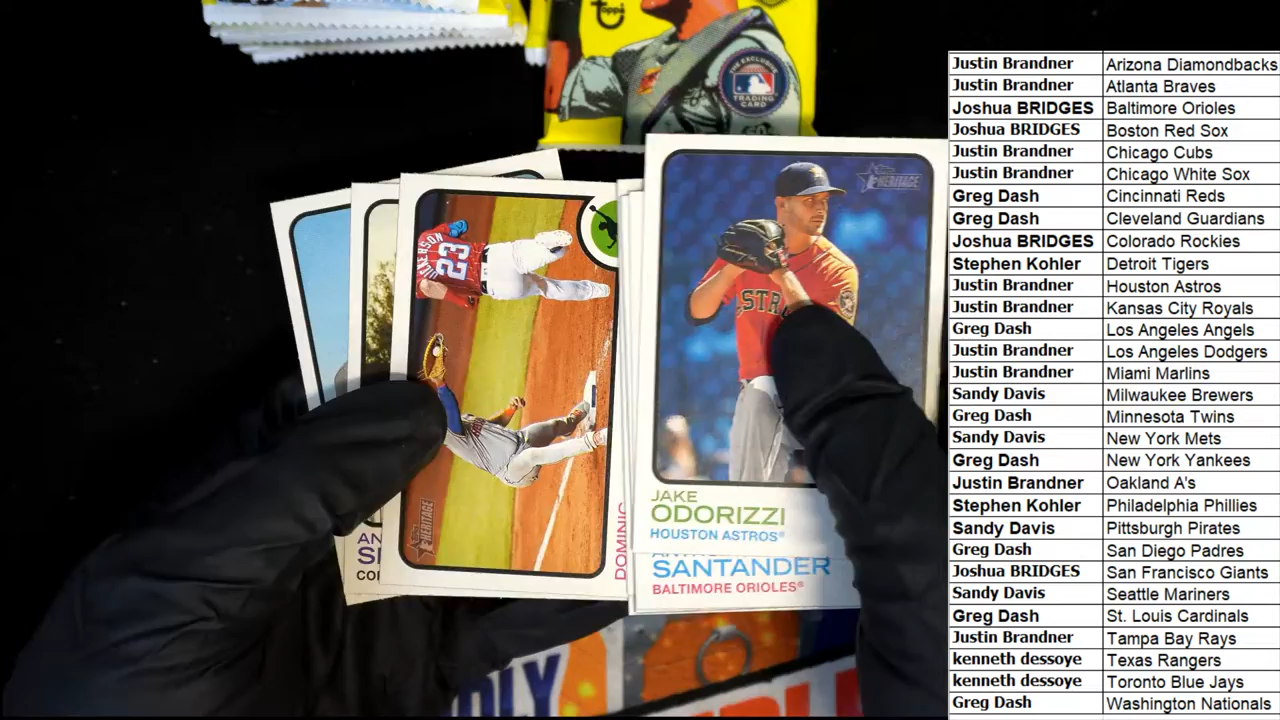 Topps
THE EXCLUSIVE
TRADING CARD
HERITAGE
23
JAKE
ODORIZZI
HOUSTON ASTROS®
SANTANDER
BALTIMORE ORIOLES®
DOMINIC
HERITAGE
Justin Brandner Arizona Diamondbacks
Justin Brandner Atlanta Braves
Joshua BRIDGES Baltimore Orioles
Joshua BRIDGES Boston Red Sox
Justin Brandner Chicago Cubs
Justin Brandner Chicago White Sox
Greg Dash Cincinnati Reds
Greg Dash Cleveland Guardians
Joshua BRIDGES Colorado Rockies
Stephen Kohler Detroit Tigers
Justin Brandner Houston Astros
Justin Brandner Kansas City Royals
Greg Dash Los Angeles Angels
Justin Brandner Los Angeles Dodgers
Justin Brandner Miami Marlins
Sandy Davis Milwaukee Brewers
Greg Dash Minnesota Twins
Sandy Davis New York Mets
Greg Dash New York Yankees
Justin Brandner Oakland A's
Stephen Kohler Philadelphia Phillies
Sandy Davis Pittsburgh Pirates
Greg Dash San Diego Padres
Joshua BRIDGES San Francisco Giants
Sandy Davis Seattle Mariners
Greg Dash St. Louis Cardinals
Justin Brandner Tampa Bay Rays
kenneth dessoye Texas Rangers
kenneth dessoye Toronto Blue Jays
Greg Dash Washington Nationals